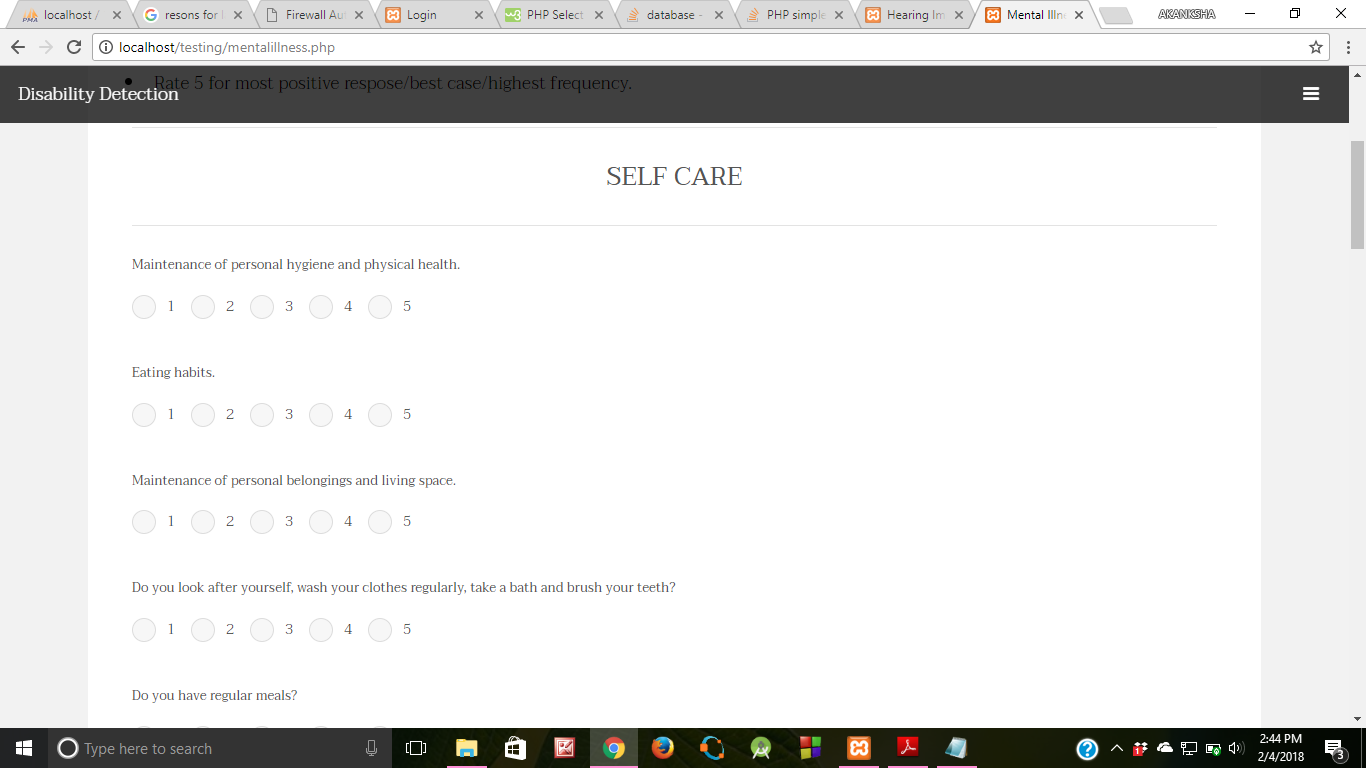 localhost /
resons for
Firewall Au
Login
PHP Select
database -
PHP simple
Hearing Im
Mental Illne
AKANKSHA
localhost/testing/mentalillness.php
Rate 5 for most positive respose/best case/highest frequency.
Disability Detection
SELF CARE
Maintenance of personal hygiene and physical health.
1 2 3 4 5
Eating habits.
1 2 3 4 5
Maintenance of personal belongings and living space.
1 2 3 4 5
Do you look after yourself, wash your clothes regularly, take a bath and brush your teeth?
1 2 3 4 5
Do you have regular meals?
Type here to search
2:44 PM
2/4/2018
3